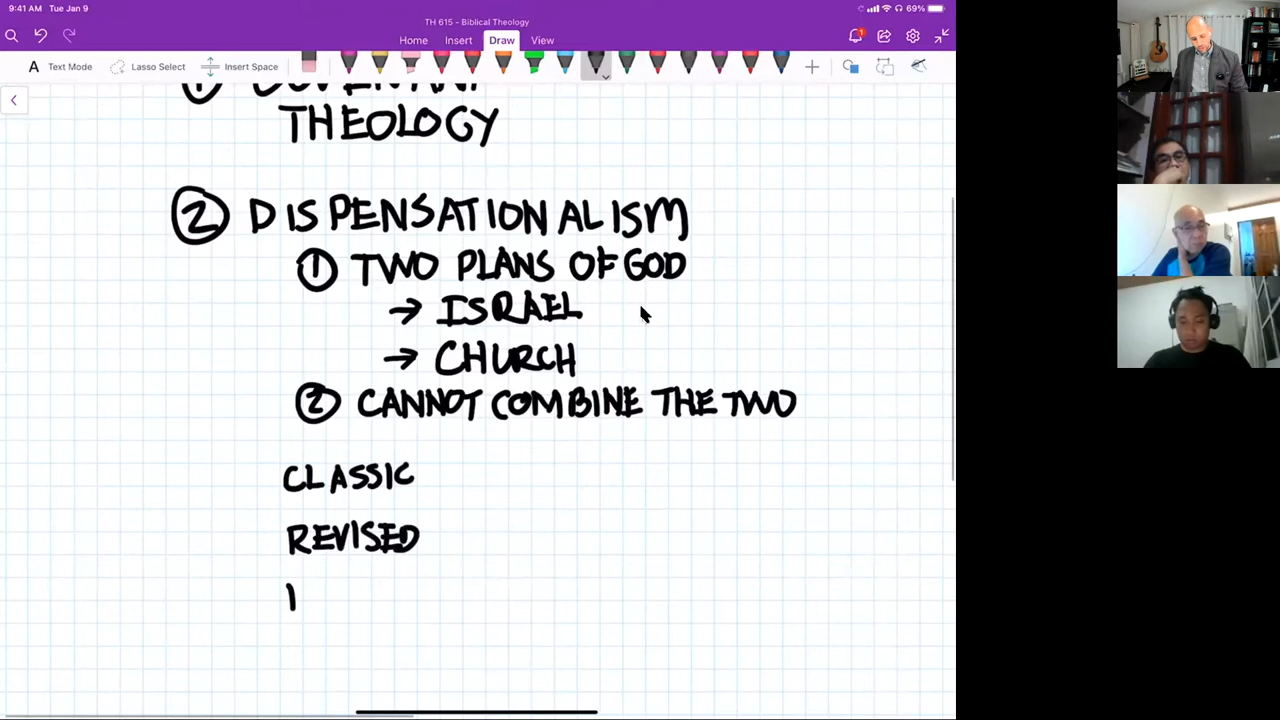 9:41 AM Tue Jan 9
69%
TH 615 - Biblical Theology
Home Insert Draw View
1
A Text Mode Lasso Select Insert Space
THEOLOGY
2 DISPENSATIONALISM
1 TWO PLANS OF GOD
→ ISRAEL
→ CHURCH
2 CANNOT COMBINE THE TWO
CLASSIC
REVISED